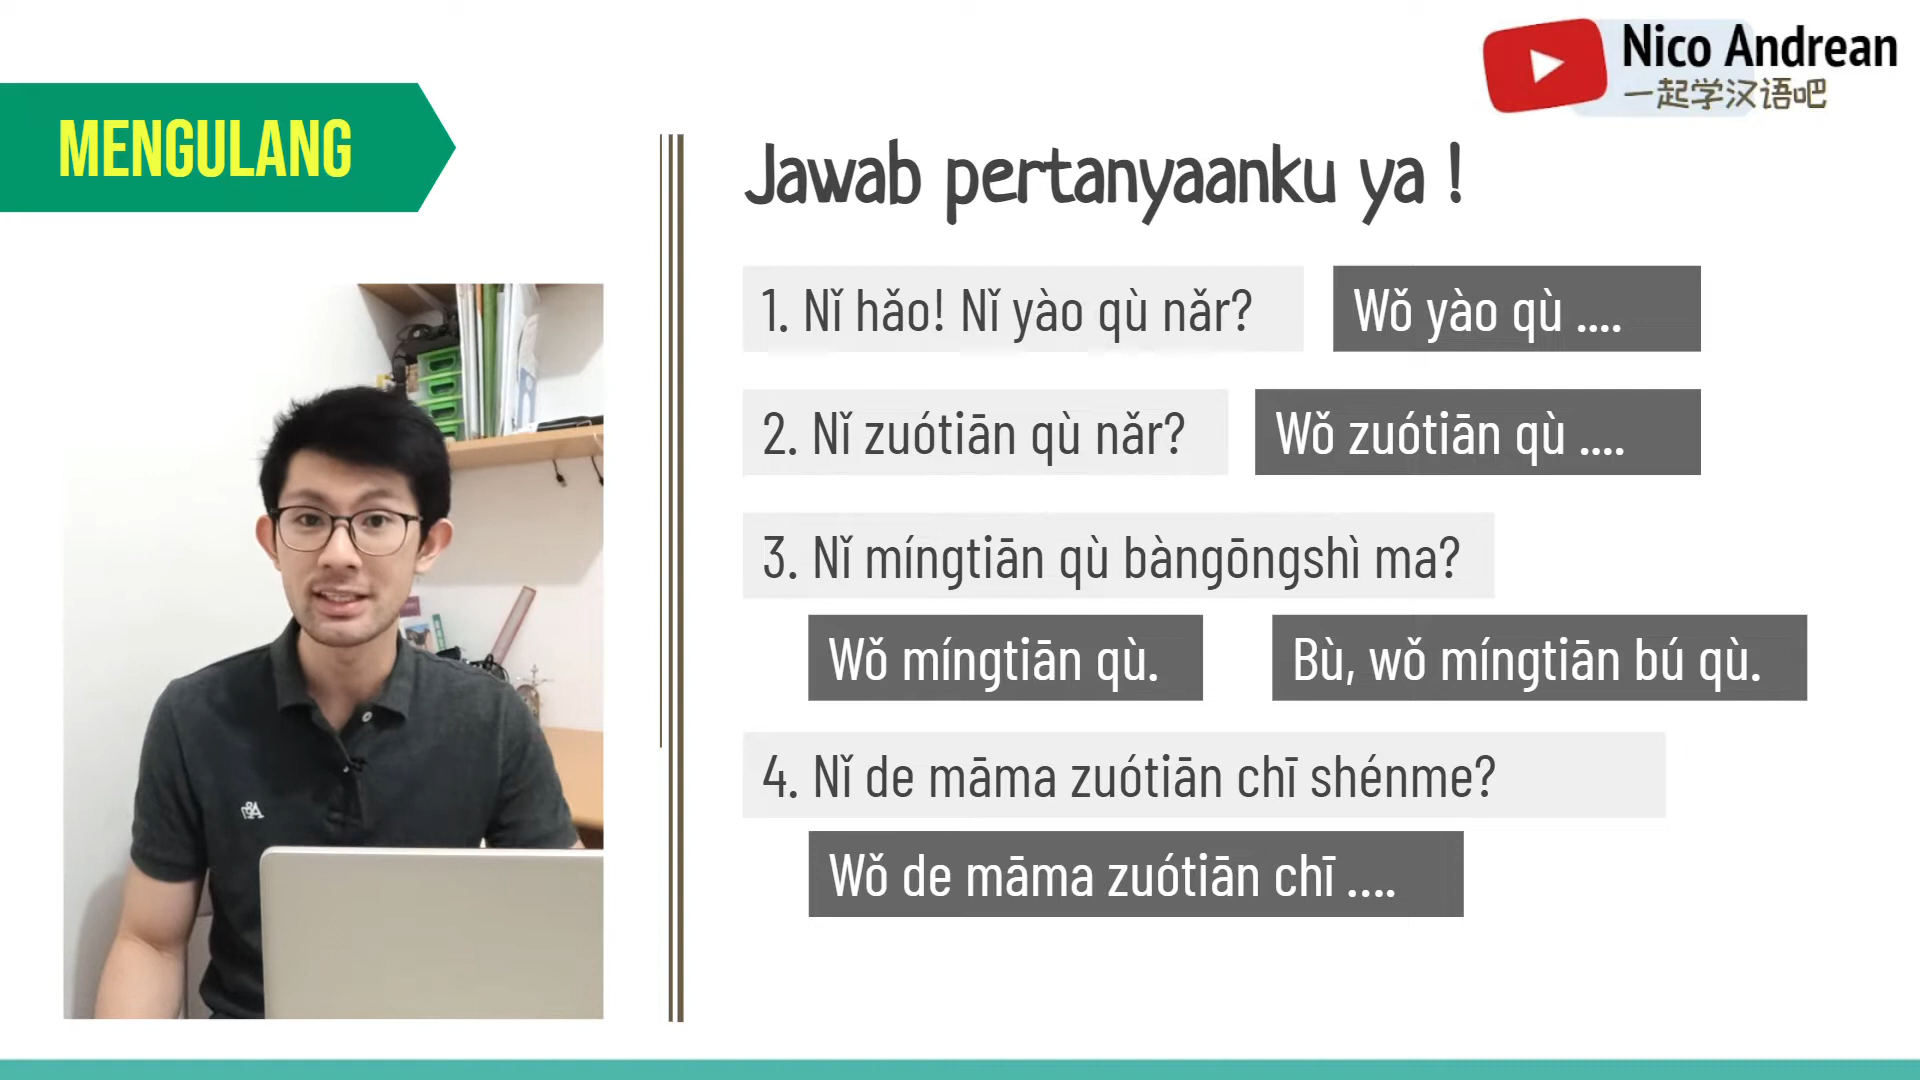 Nico Andrean
一起学汉语吧
MENGULANG
Jawab pertanyaanku ya !
1. Nǐ hǎo! Nǐ yào qù nǎr?
Wǒ yào qù ....
2. Nǐ zuótiān qù nǎr?
Wǒ zuótiān qù ....
3. Nǐ míngtiān qù bàngōngshì ma?
Wǒ míngtiān qù.
Bù, wǒ míngtiān bú qù.
4. Nǐ de māma zuótiān chī shénme?
Wǒ de māma zuótiān chī ....